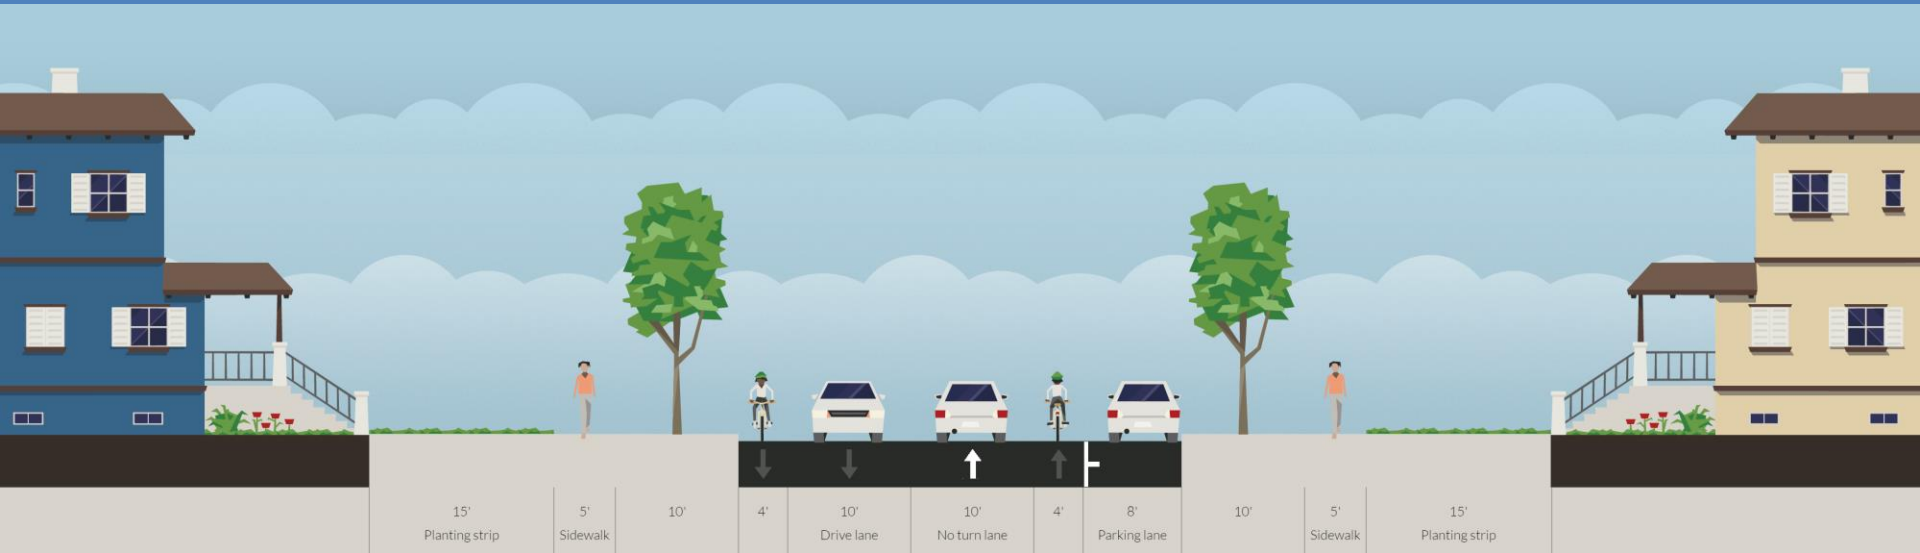 15' 5' 10' 4' 10' 10' 4' 8' 10' 5' 15'
Planting strip Sidewalk Drive lane No turn lane Parking lane Sidewalk Planting strip